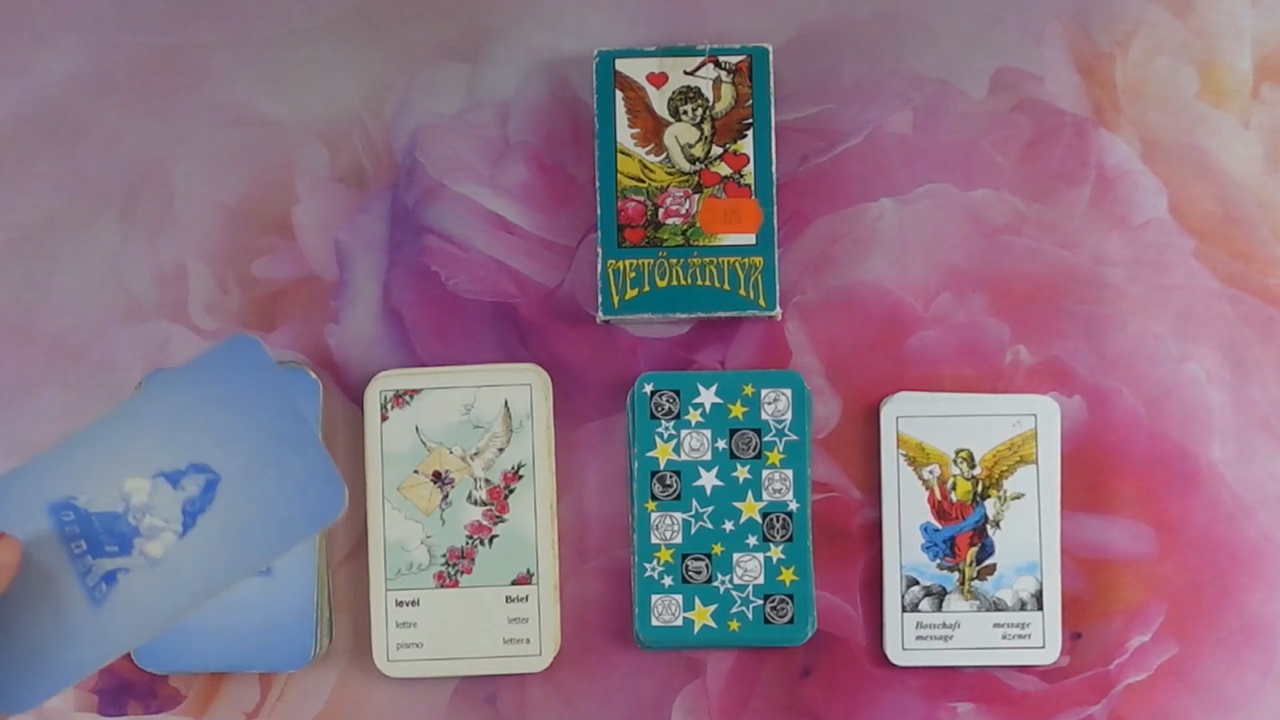 VETŐKÁRTYA
levél Brief
lettre letter
pismo lettera
Botschaft message
message üzenet